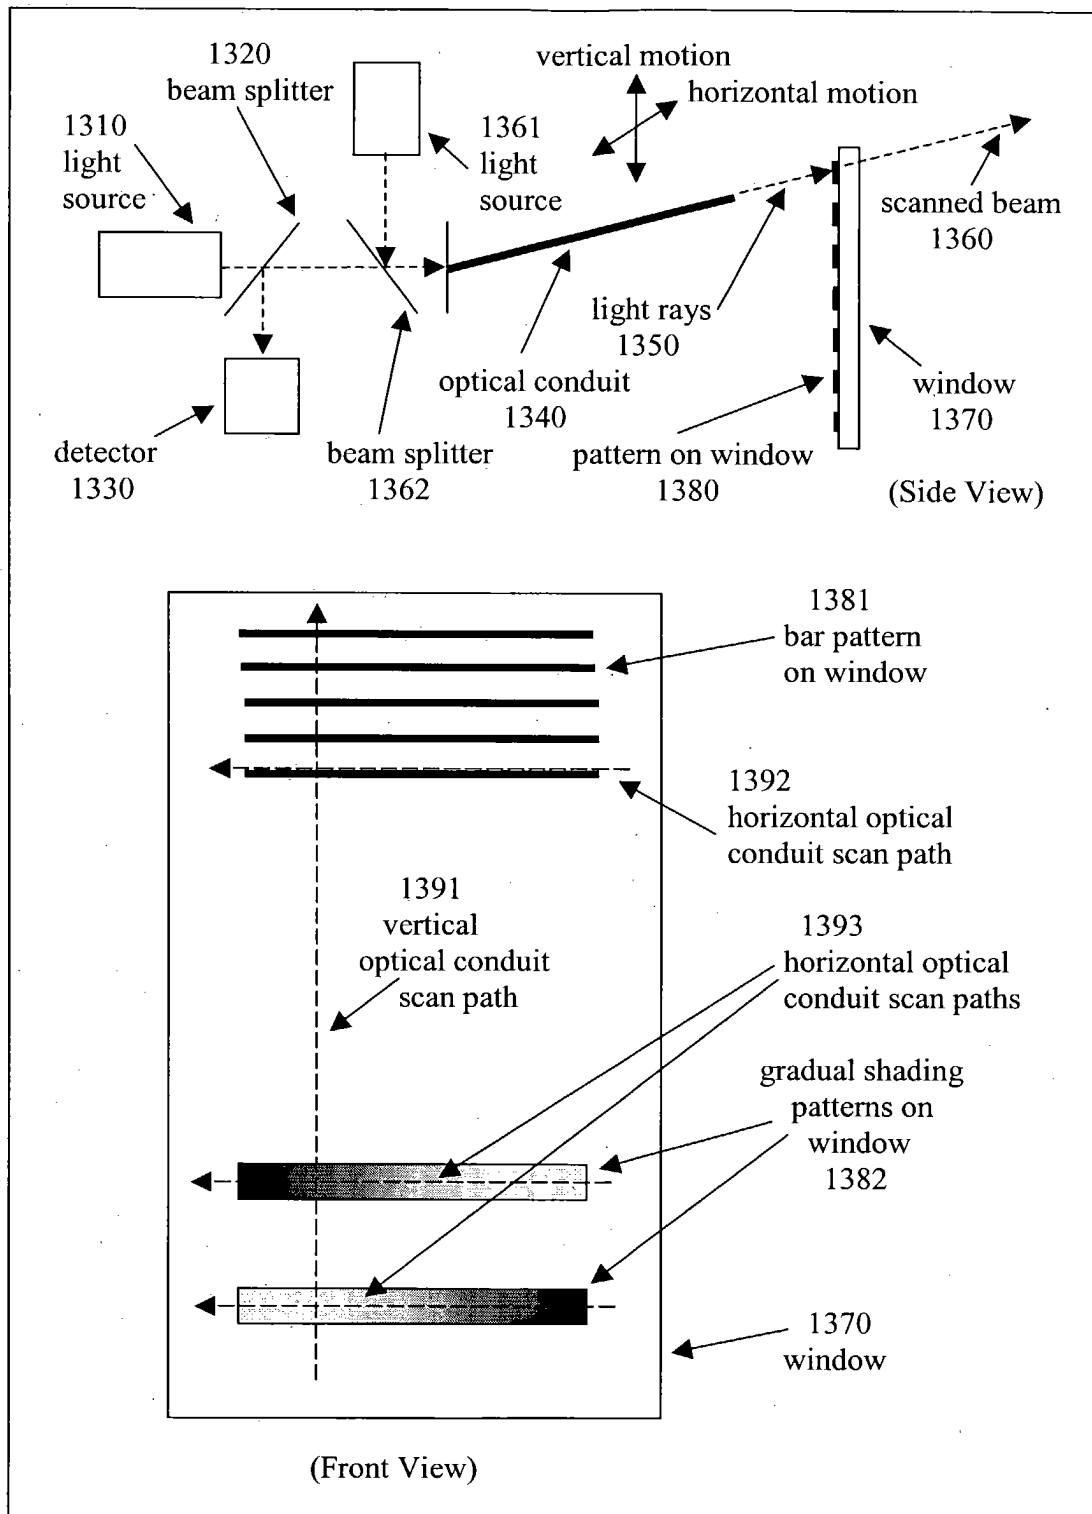 1320
beam splitter
1310
light
source
1361
light
source
vertical motion
horizontal motion
scanned beam
1360
light rays
1350
optical conduit
1340
window
1370
detector
1330
beam splitter
1362
pattern on window
1380
(Side View)
1381
bar pattern
on window
1392
horizontal optical
conduit scan path
1391
vertical
optical conduit
scan path
1393
horizontal optical
conduit scan paths
gradual shading
patterns on
window
1382
1370
window
(Front View)